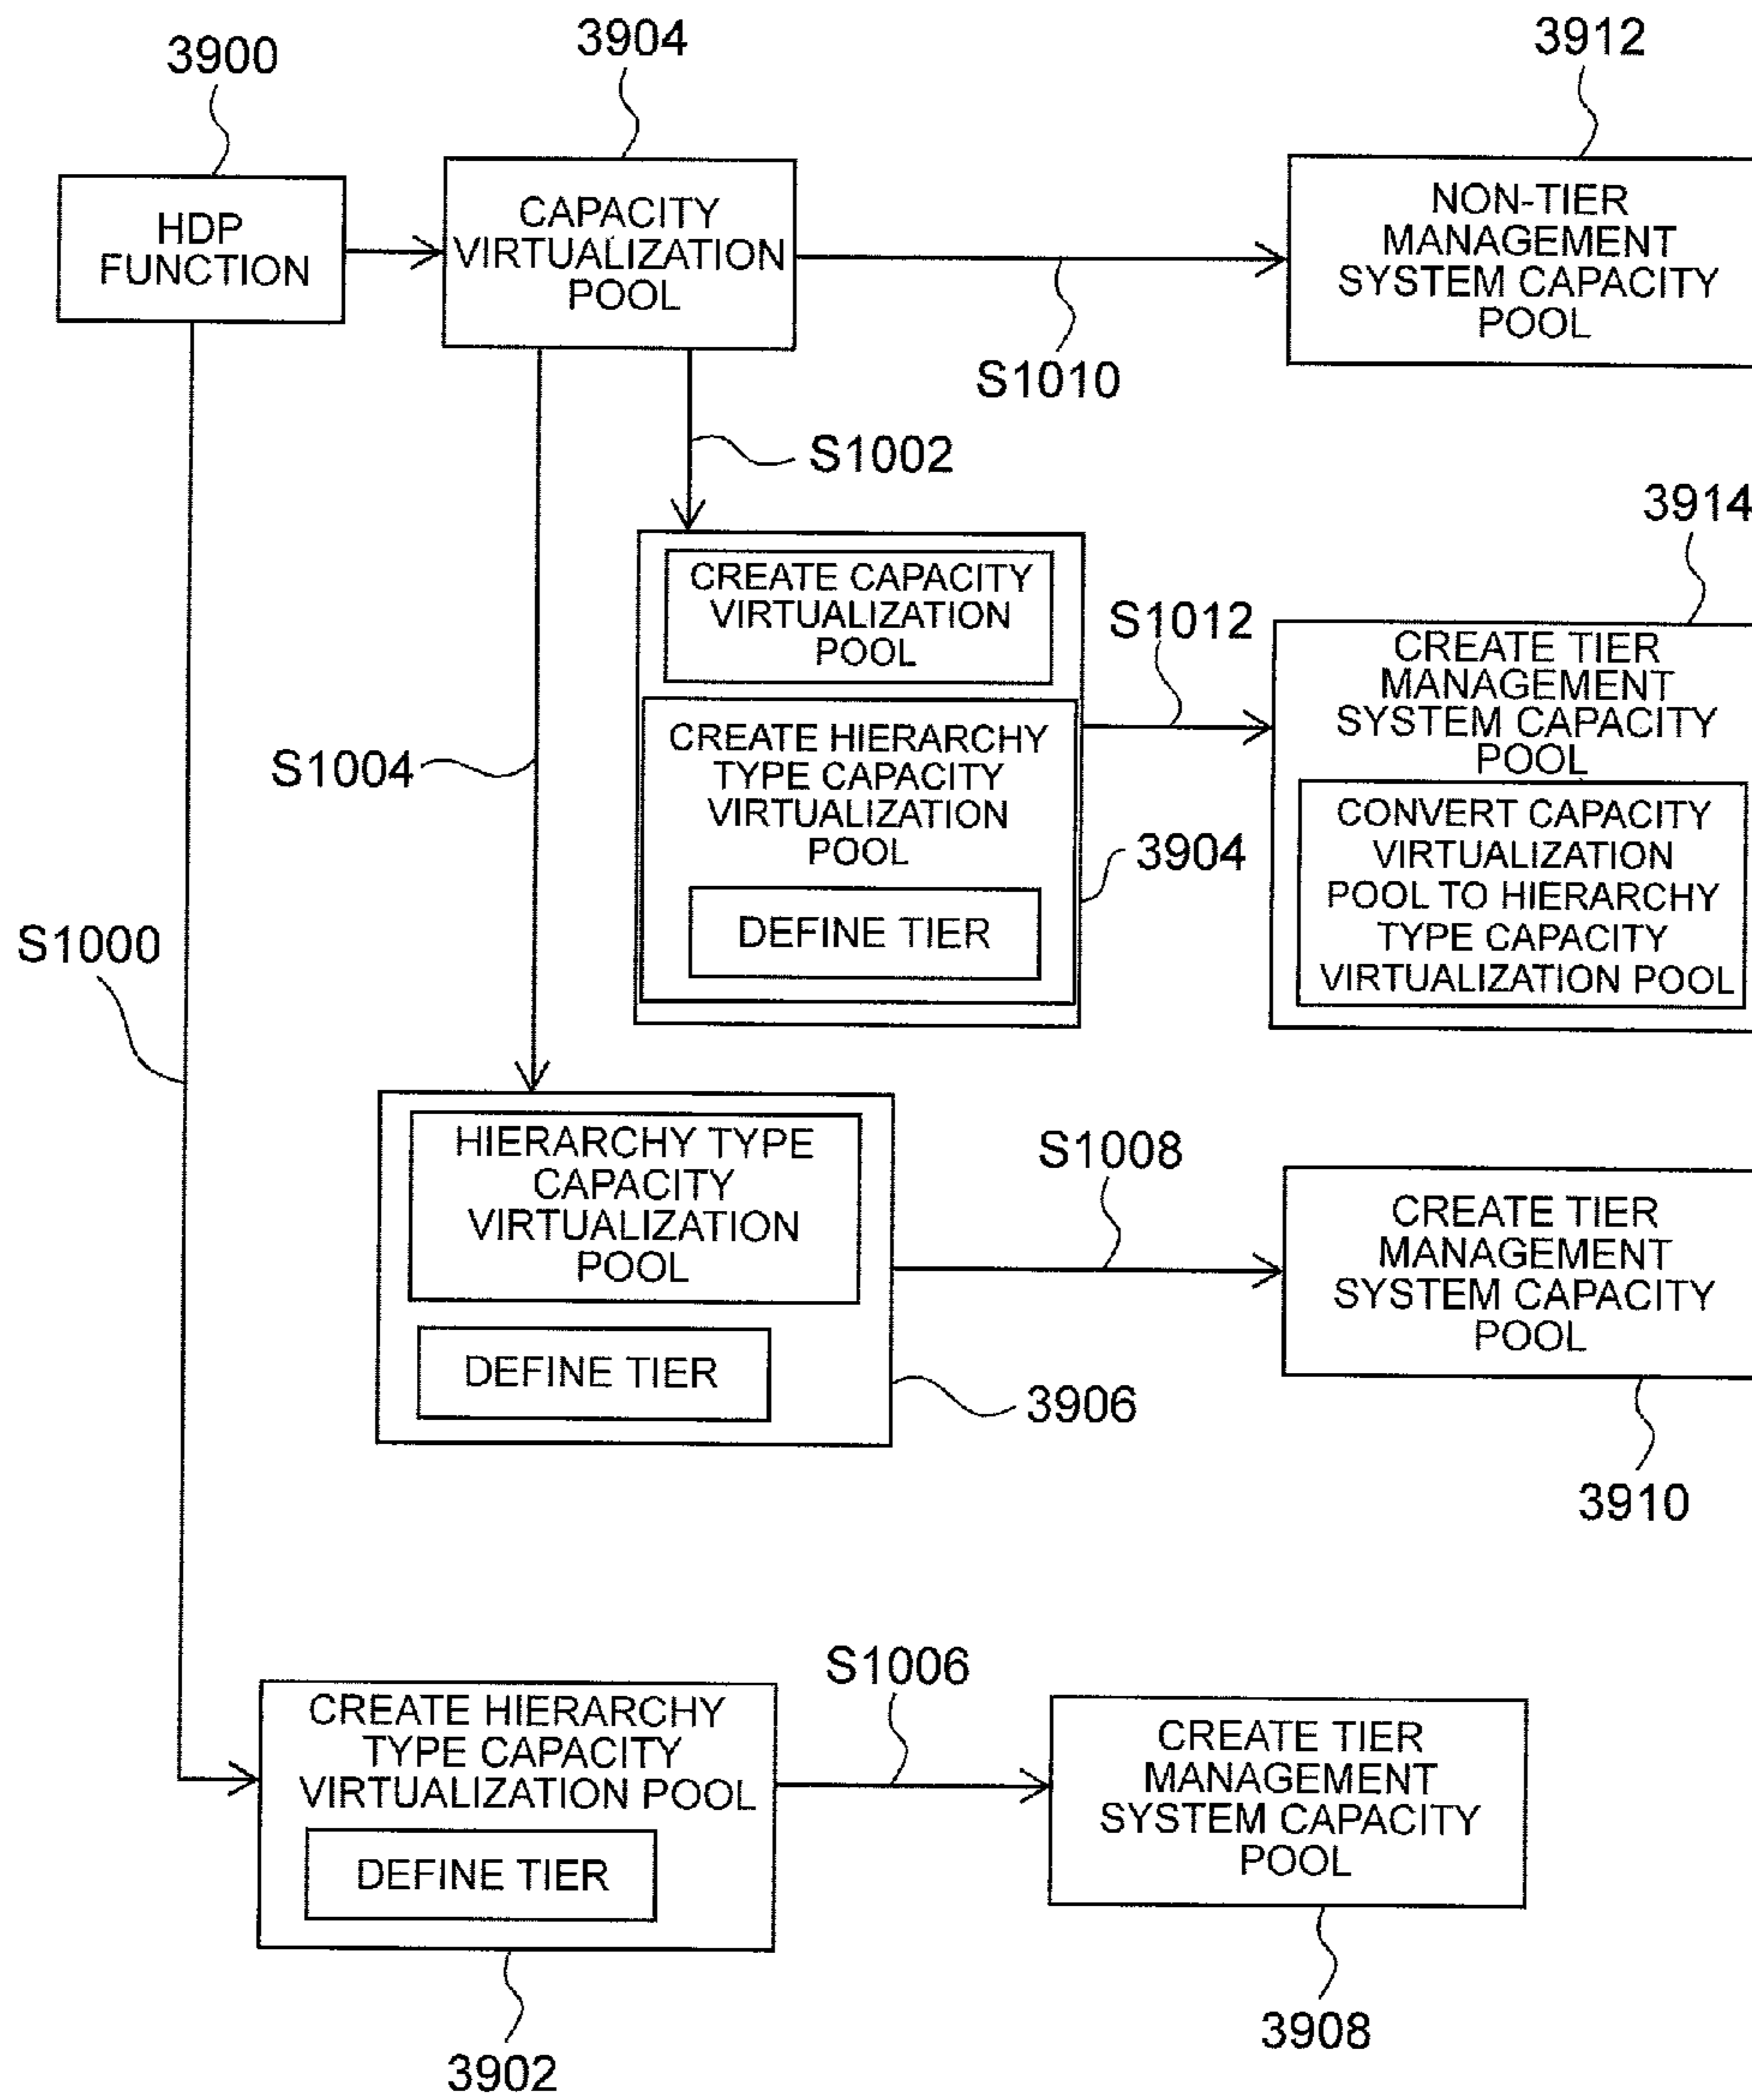 3900
3904
3912
HDP
FUNCTION
CAPACITY
VIRTUALIZATION
POOL
NON-TIER
MANAGEMENT
SYSTEM CAPACITY
POOL
S1010
S1002
3914
CREATE CAPACITY
VIRTUALIZATION
POOL
S1012
CREATE TIER
MANAGEMENT
SYSTEM CAPACITY
POOL
S1004
CREATE HIERARCHY
TYPE CAPACITY
VIRTUALIZATION
POOL
3904
DEFINE TIER
CONVERT CAPACITY
VIRTUALIZATION
POOL TO HIERARCHY
TYPE CAPACITY
VIRTUALIZATION POOL
S1000
HIERARCHY TYPE
CAPACITY
VIRTUALIZATION
POOL
S1008
CREATE TIER
MANAGEMENT
SYSTEM CAPACITY
POOL
DEFINE TIER
3906
3910
S1006
CREATE HIERARCHY
TYPE CAPACITY
VIRTUALIZATION POOL
DEFINE TIER
CREATE TIER
MANAGEMENT
SYSTEM CAPACITY
POOL
3908
3902